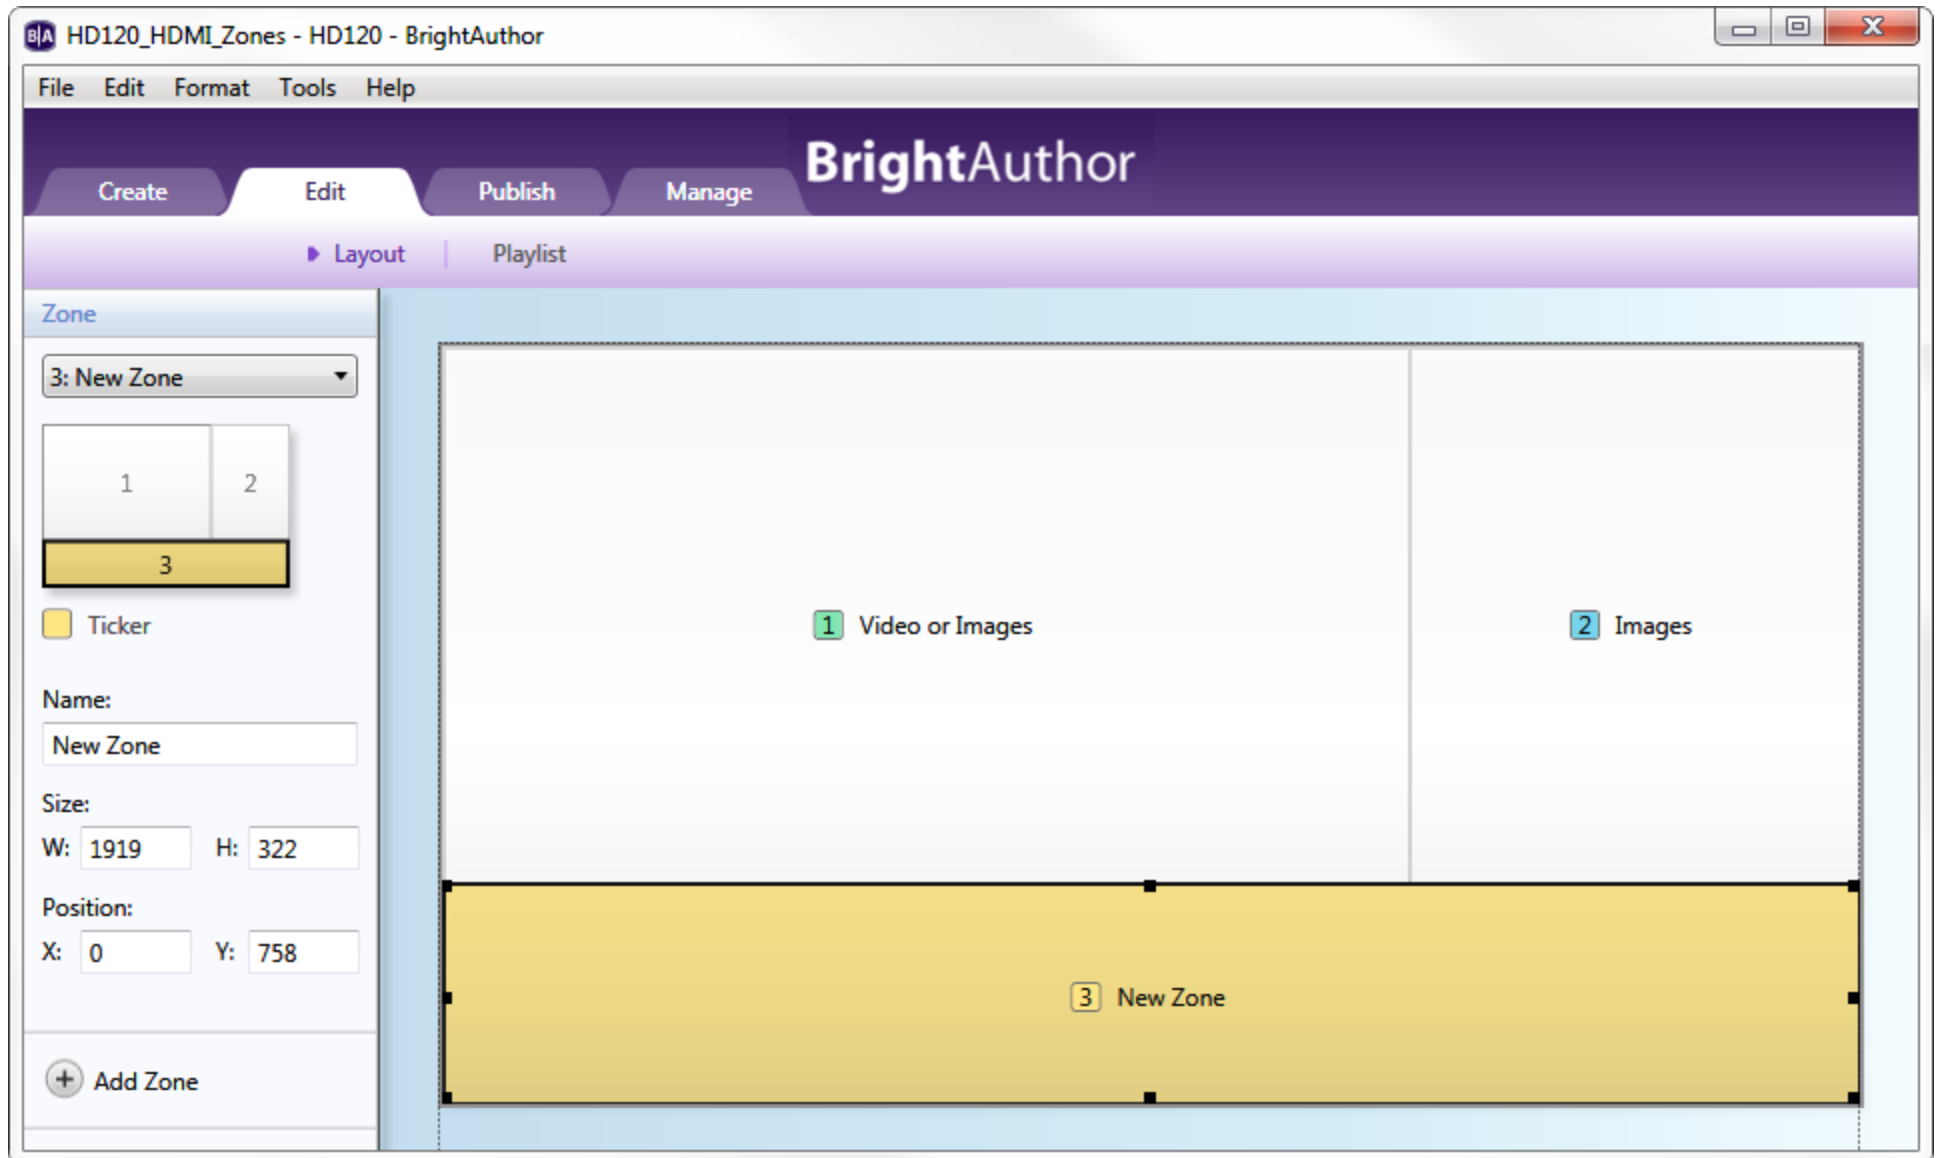 B|A HD120_HDMI_Zones - HD120 - BrightAuthor
File Edit Format Tools Help
BrightAuthor
Create Edit Publish Manage
Layout Playlist
Zone
3: New Zone
1 2
3
Ticker
Name:
New Zone
Size:
W: 1919 H: 322
Position:
X: 0 Y: 758
Add Zone
1 Video or Images
2 Images
3 New Zone